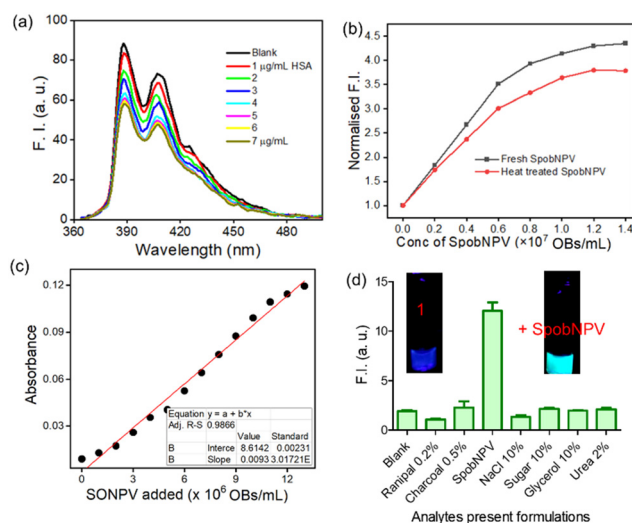 (a)
F. I. (a. u.)
100
80
60
40
20
0
360
390
420
450
480
Wavelength (nm)
Blank
1 µg/mL HSA
2
3
4
5
6
7 µg/mL
(b)
Normalised F.I.
4.5
4.0
3.5
3.0
2.5
2.0
1.5
1.0
Fresh SpobNPV
Heat treated SpobNPV
0.0 0.2 0.4 0.6 0.8 1.0 1.2 1.4
Conc of SpobNPV (×10⁷ OBs/mL)
(c)
Absorbance
0.12
0.09
0.06
0.03
0.00
Equation y = a + b*x
Adj. R-S 0.9866
Value Standard
B Interce 8.6142 0.00231
B Slope 0.0093 3.01721E
0 2 4 6 8 10 12
SONPV added (x 10⁶ OBs/mL)
(d)
F.I. (a. u.)
15
10
5
0
1
+ SpobNPV
Blank
Ranipal 0.2%
Charcoal 0.5%
SpobNPV
NaCl 10%
Sugar 10%
Glycerol 10%
Urea 2%
Analytes present formulations